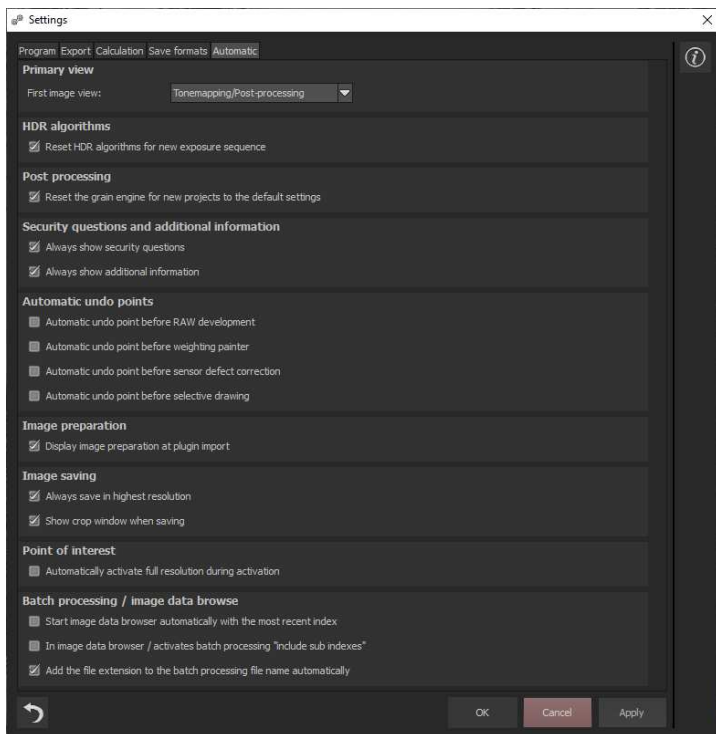 Settings
Program Export Calculation Save formats Automatic
Primary view
First image view: Tonemapping/Post-processing
HDR algorithms
Reset HDR algorithms for new exposure sequence
Post processing
Reset the grain engine for new projects to the default settings
Security questions and additional information
Always show security questions
Always show additional information
Automatic undo points
Automatic undo point before RAW development
Automatic undo point before weighting painter
Automatic undo point before sensor defect correction
Automatic undo point before selective drawing
Image preparation
Display image preparation at plugin import
Image saving
Always save in highest resolution
Show crop window when saving
Point of interest
Automatically activate full resolution during activation
Batch processing / image data browse
Start image data browser automatically with the most recent index
In image data browser / activates batch processing "include sub indexes"
Add the file extension to the batch processing file name automatically
OK Cancel Apply